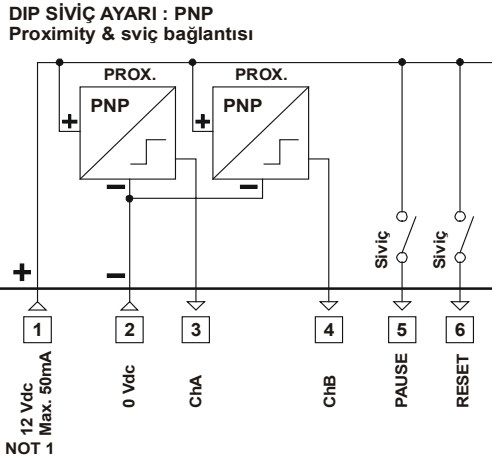 DIP SİVİÇ AYARI : PNP
Proximity & sviç bağlantısı
PROX.
PROX.
PNP
PNP
+
+
−
−
Siviç
Siviç
+
−
1
2
3
4
5
6
12 Vdc
Max. 50mA
0 Vdc
ChA
ChB
PAUSE
RESET
NOT 1